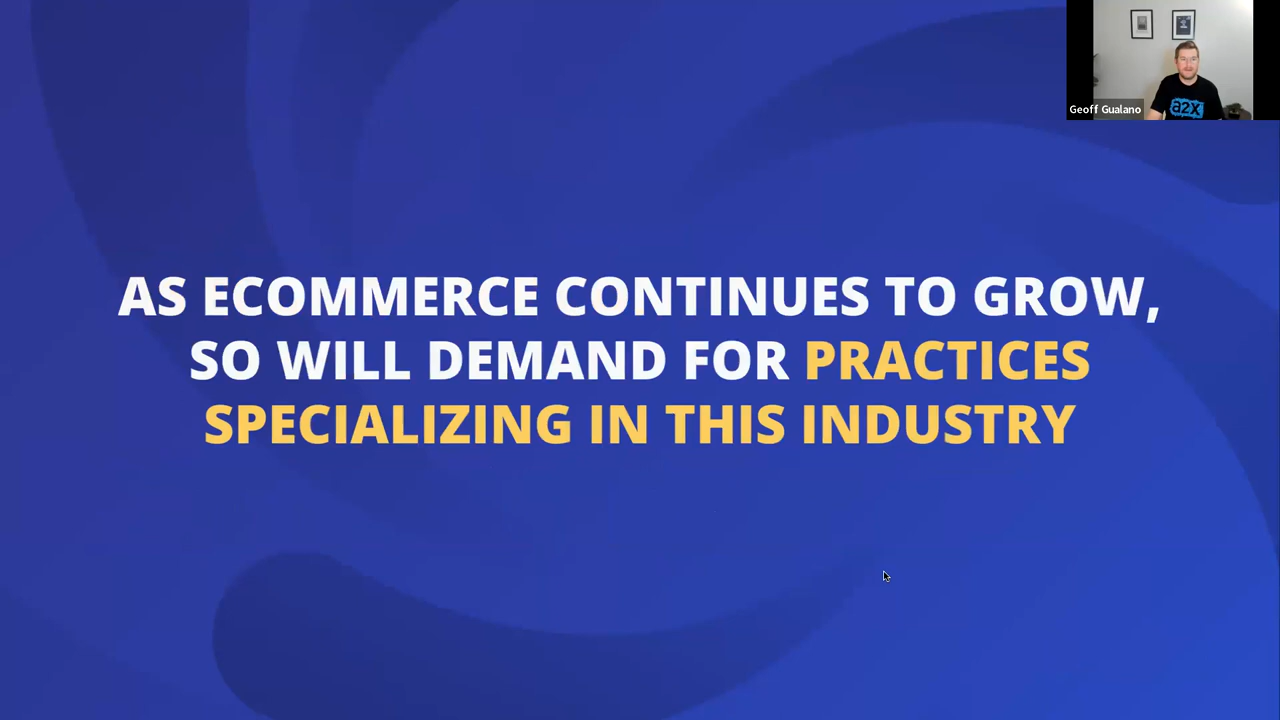 Geoff Gualano
a2x
AS ECOMMERCE CONTINUES TO GROW,
SO WILL DEMAND FOR PRACTICES
SPECIALIZING IN THIS INDUSTRY